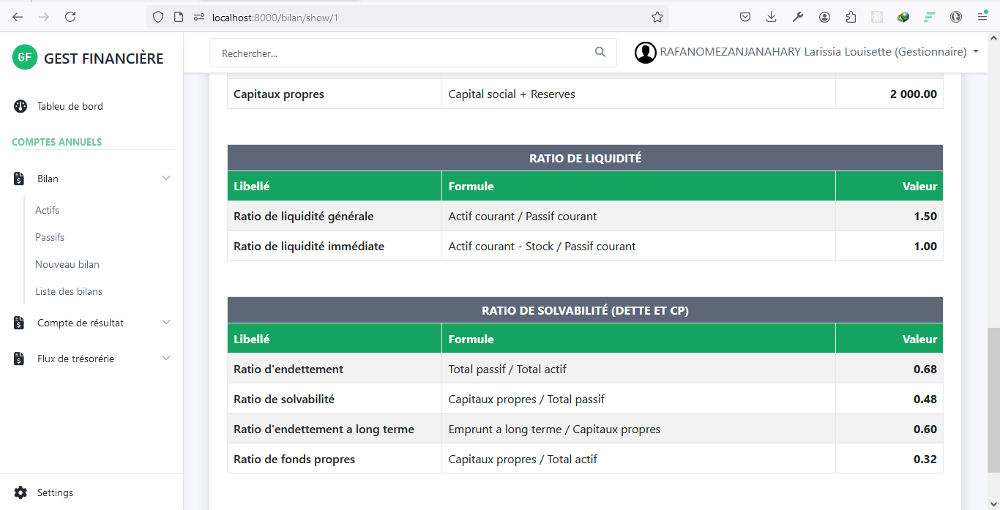 localhost:8000/bilan/show/1
GF GEST FINANCIÈRE
Rechercher...
RAFANOMEZANJANAHARY Larissia Louisette (Gestionnaire)
Tableu de bord
COMPTES ANNUELS
Bilan
Actifs
Passifs
Nouveau bilan
Liste des bilans
Compte de résultat
Flux de trésorérie
Settings
Capitaux propres Capital social + Reserves 2 000.00
RATIO DE LIQUIDITÉ
Libellé Formule Valeur
Ratio de liquidité générale Actif courant / Passif courant 1.50
Ratio de liquidité immédiate Actif courant - Stock / Passif courant 1.00
RATIO DE SOLVABILITÉ (DETTE ET CP)
Libellé Formule Valeur
Ratio d'endettement Total passif / Total actif 0.68
Ratio de solvabilité Capitaux propres / Total passif 0.48
Ratio d'endettement a long terme Emprunt a long terme / Capitaux propres 0.60
Ratio de fonds propres Capitaux propres / Total actif 0.32